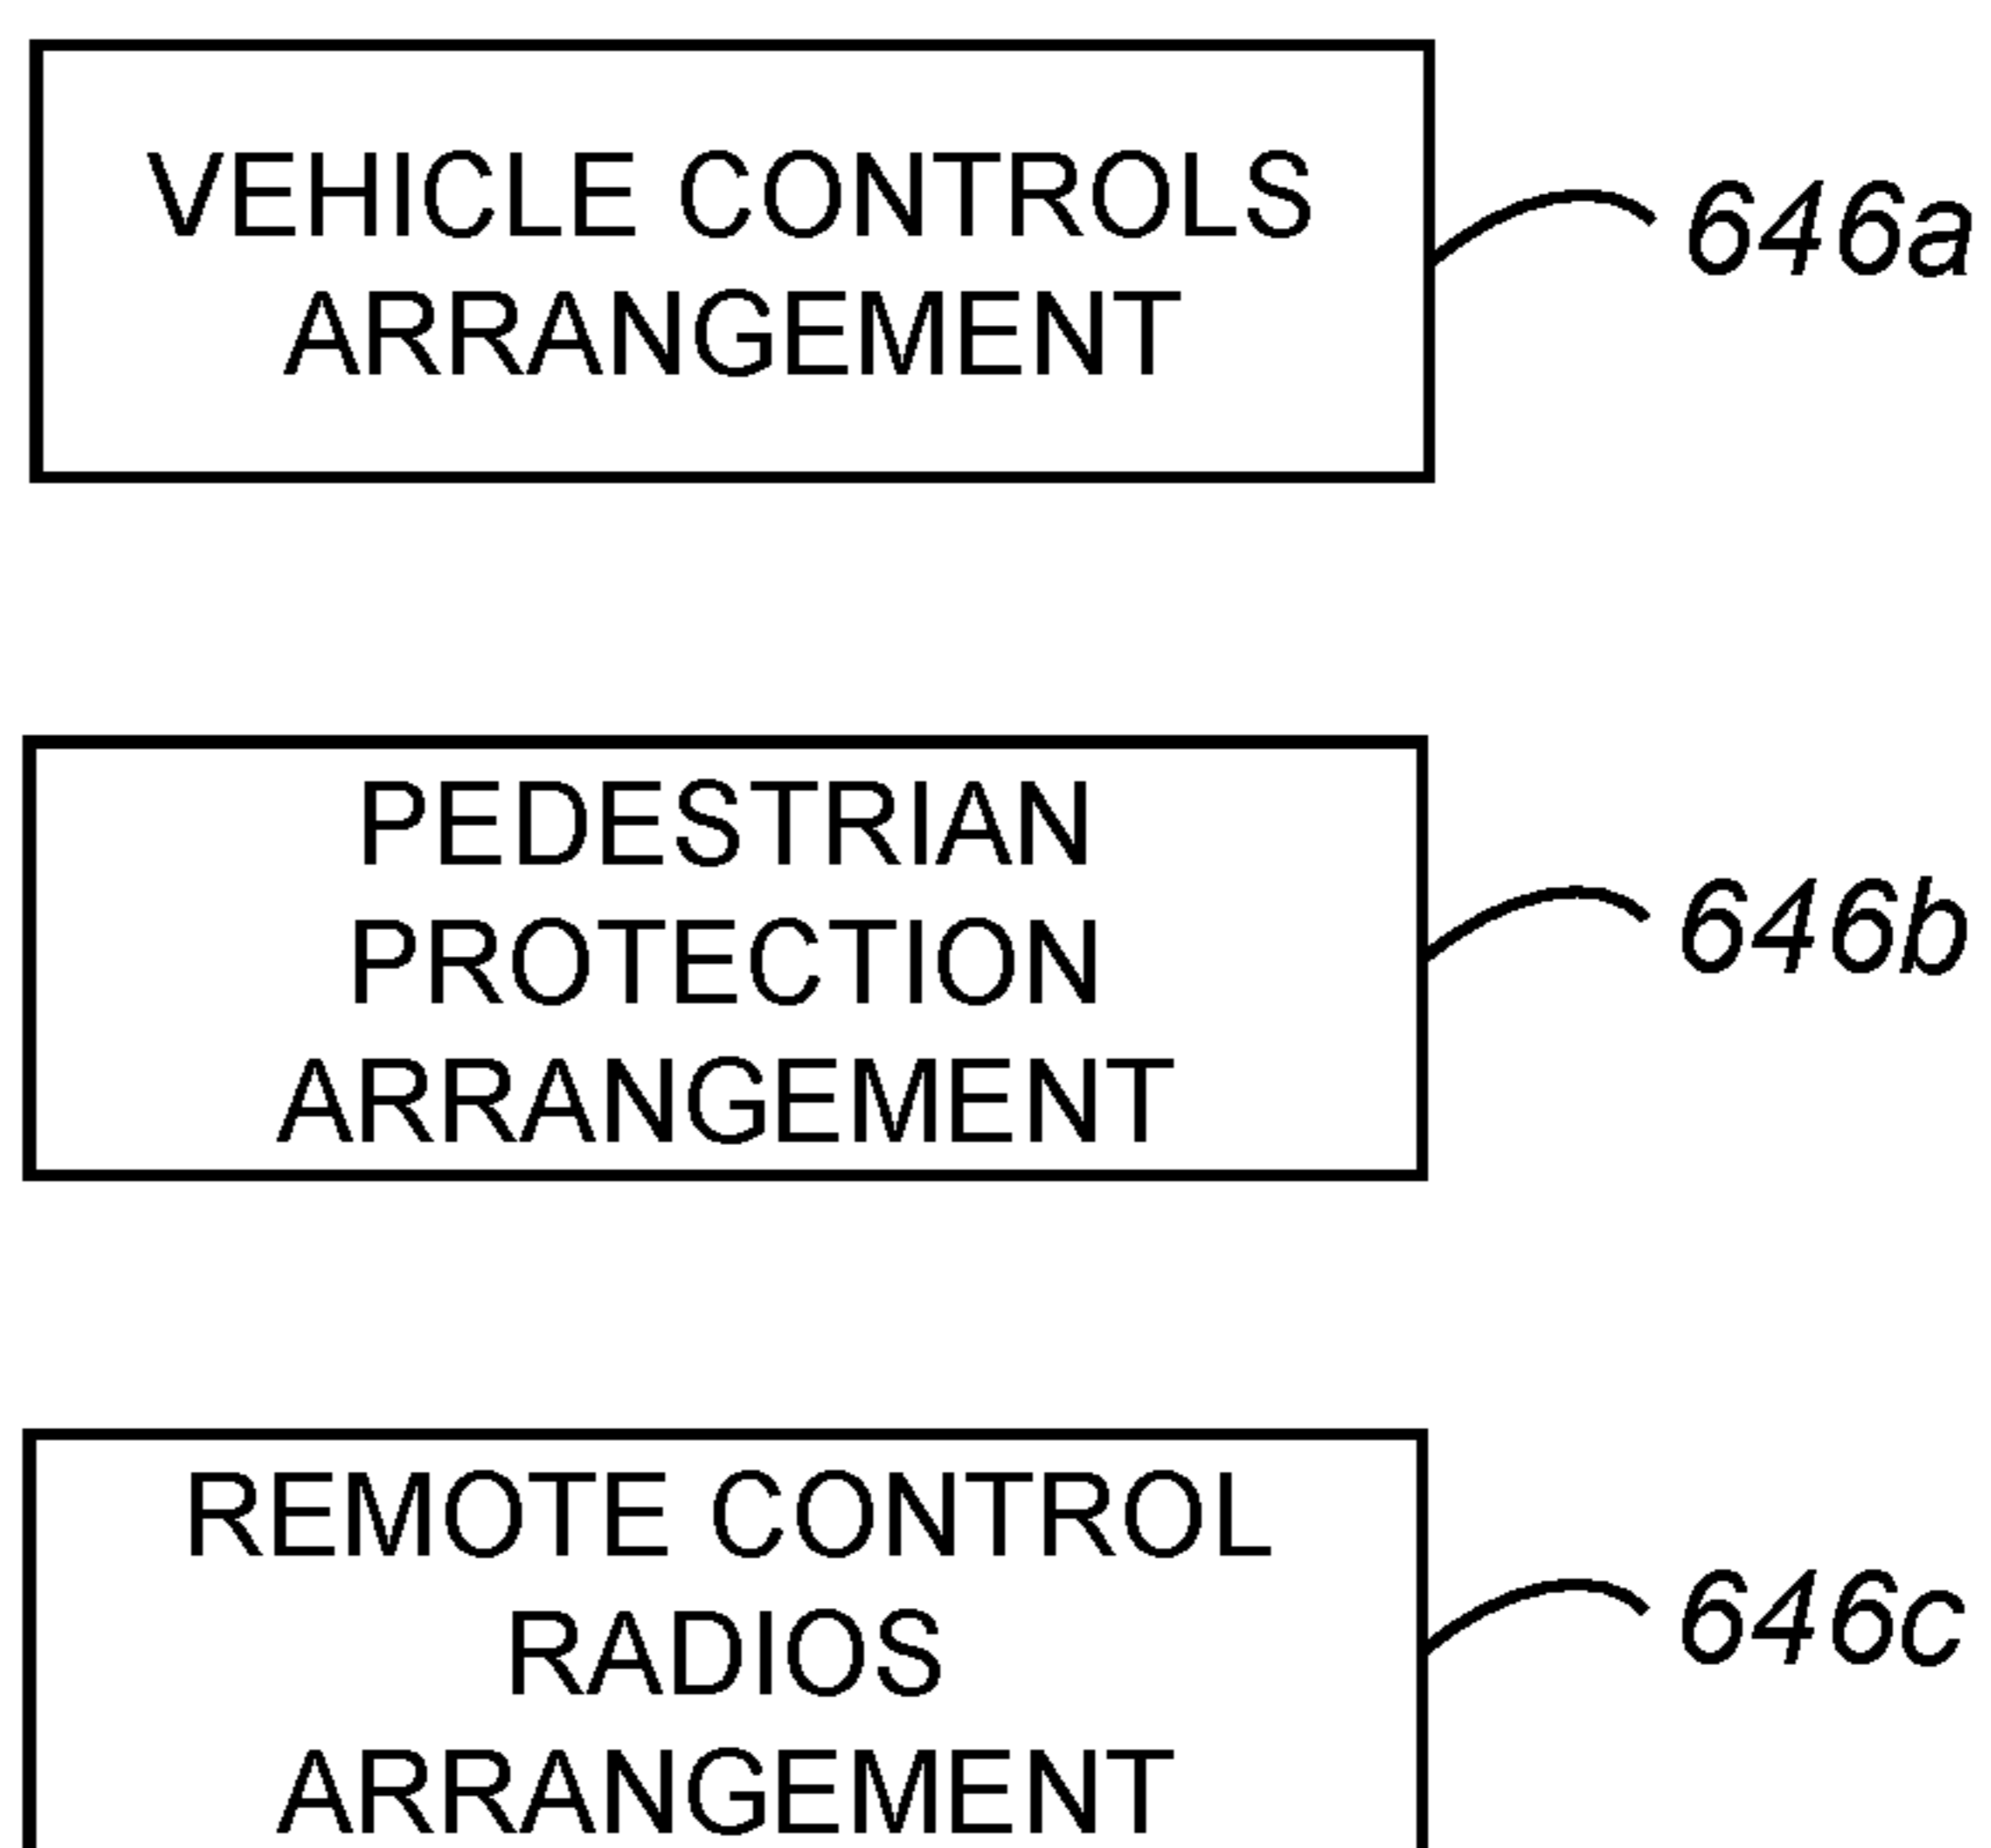 VEHICLE CONTROLS
ARRANGEMENT
646a
PEDESTRIAN
PROTECTION
ARRANGEMENT
646b
REMOTE CONTROL
RADIOS
ARRANGEMENT
646c